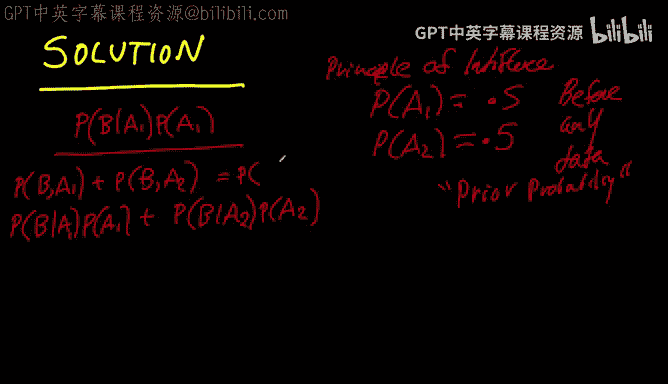 GPT中英字幕课程资源@bilibili.com
GPT中英字幕课程资源 bilibili
SOLUTION
P(B|A₁)P(A₁)
P(B,A₁) + P(B,A₂) = P(
P(B|A)P(A₁) + P(B|A₂)P(A₂)
Principle of
P(A₁) = .5
P(A₂) = .5
Before
any
data
"Prior Probability"